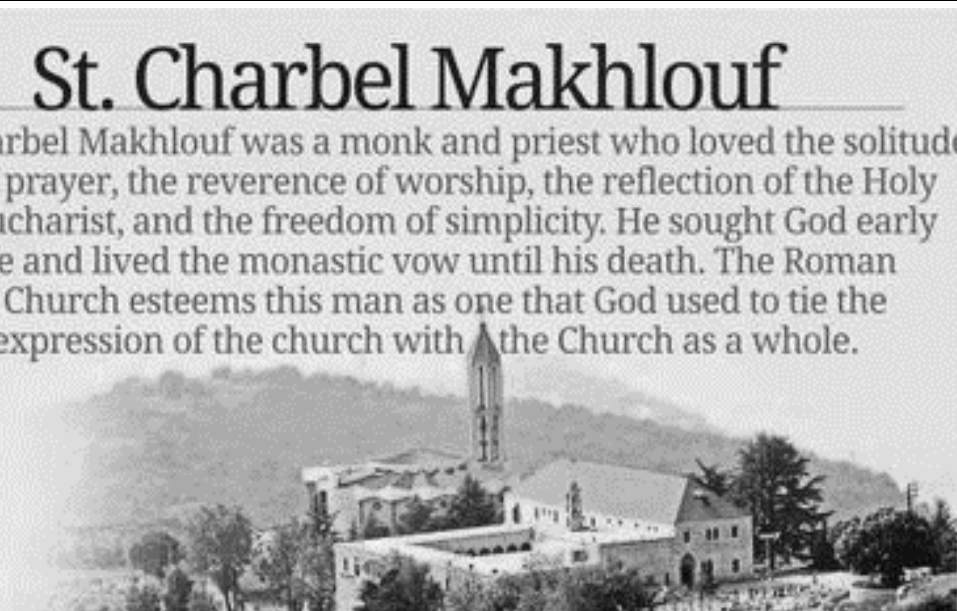 St. Charbel Makhlouf
arbel Makhlouf was a monk and priest who loved the solitude
prayer, the reverence of worship, the reflection of the Holy
ucharist, and the freedom of simplicity. He sought God early
e and lived the monastic vow until his death. The Roman
Church esteems this man as one that God used to tie the
expression of the church with the Church as a whole.